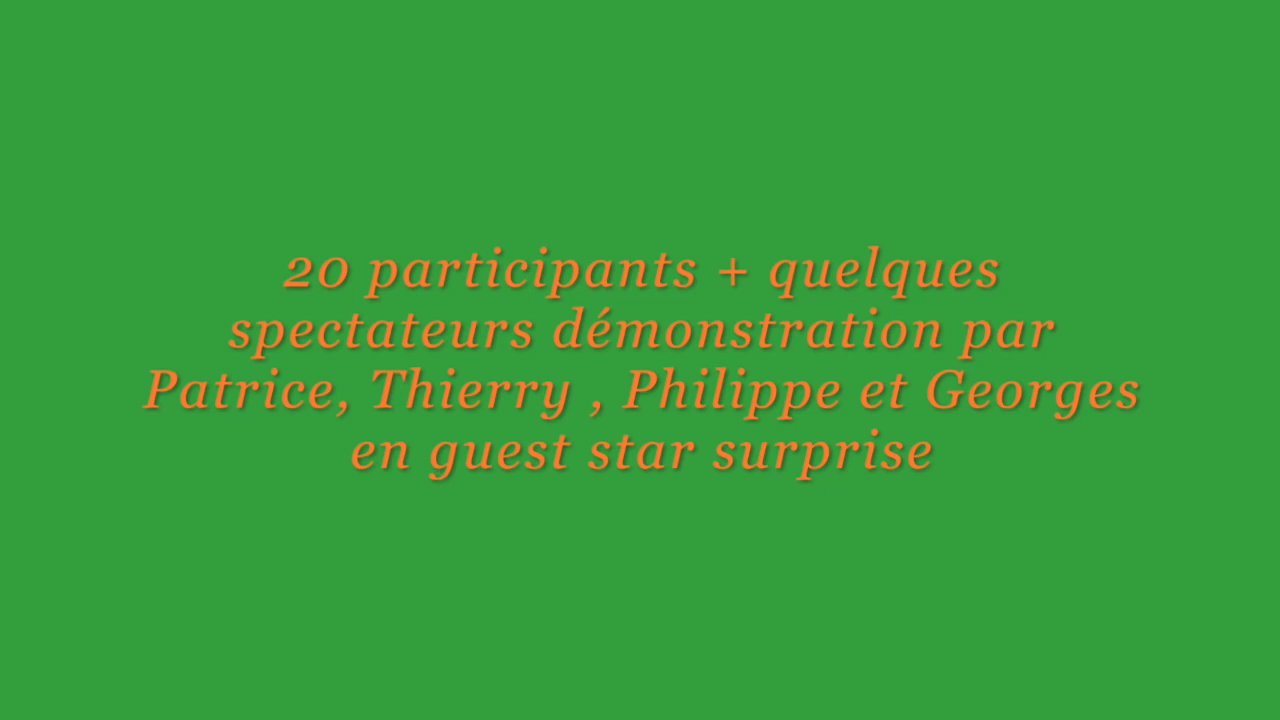 20 participants + quelques
spectateurs démonstration par
Patrice, Thierry , Philippe et Georges
en guest star surprise